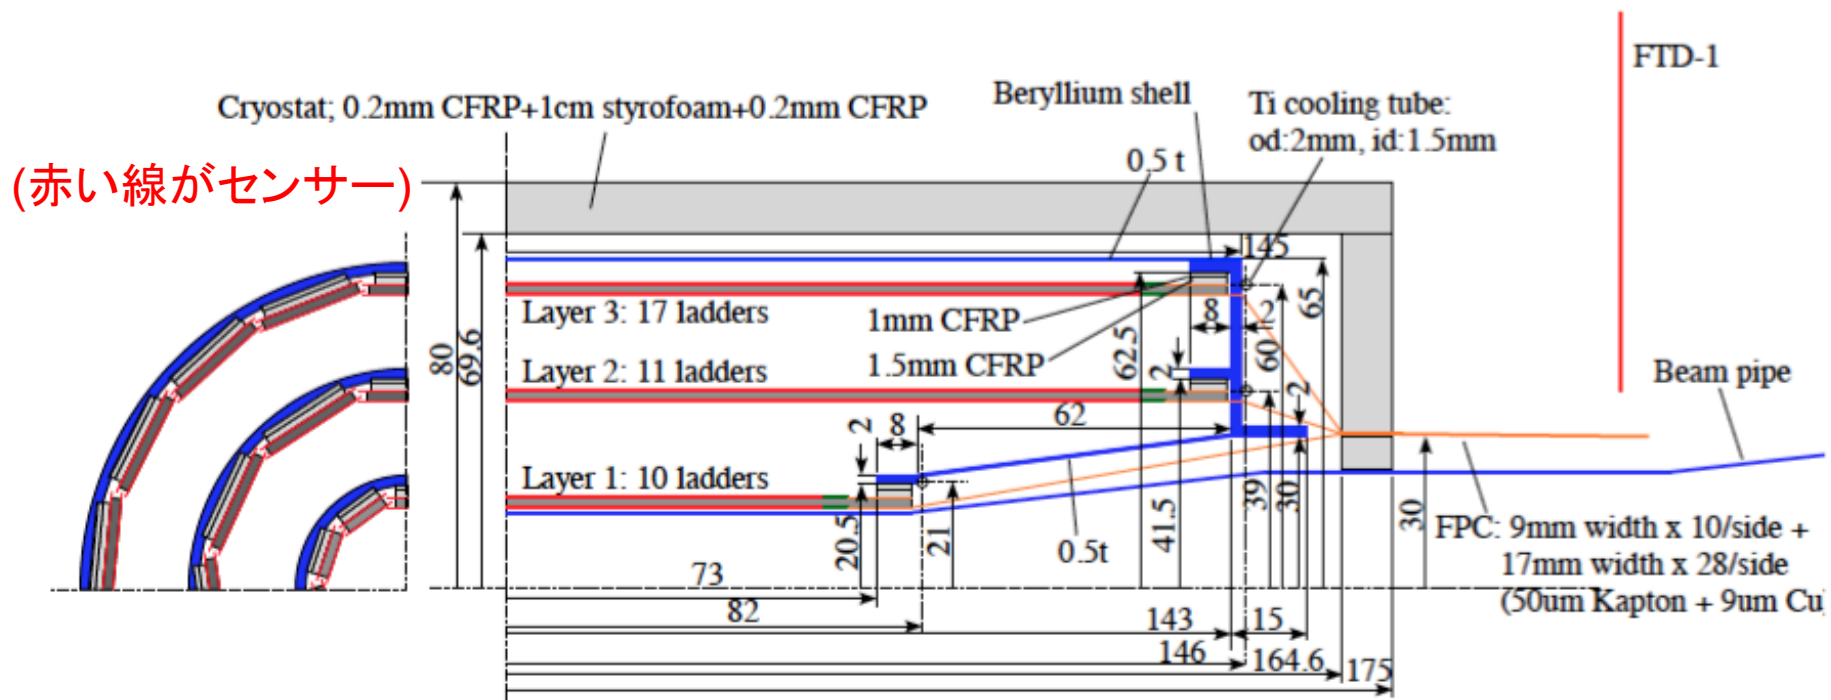 FTD-1
Cryostat; 0.2mm CFRP+1cm styrofoam+0.2mm CFRP
Beryllium shell
Ti cooling tube:
od:2mm, id:1.5mm
0.5 t
(赤い線がセンサー)
145
Layer 3: 17 ladders
1mm CFRP
8
2
65
80
69.6
62.5
60
1.5mm CFRP
2
Layer 2: 11 ladders
2
Beam pipe
62
8
2
Layer 1: 10 ladders
20.5
21
0.5t
41.5
39
30
30
FPC: 9mm width x 10/side +
17mm width x 28/side
(50um Kapton + 9um Cu)
73
82
143
15
146
164.6
175